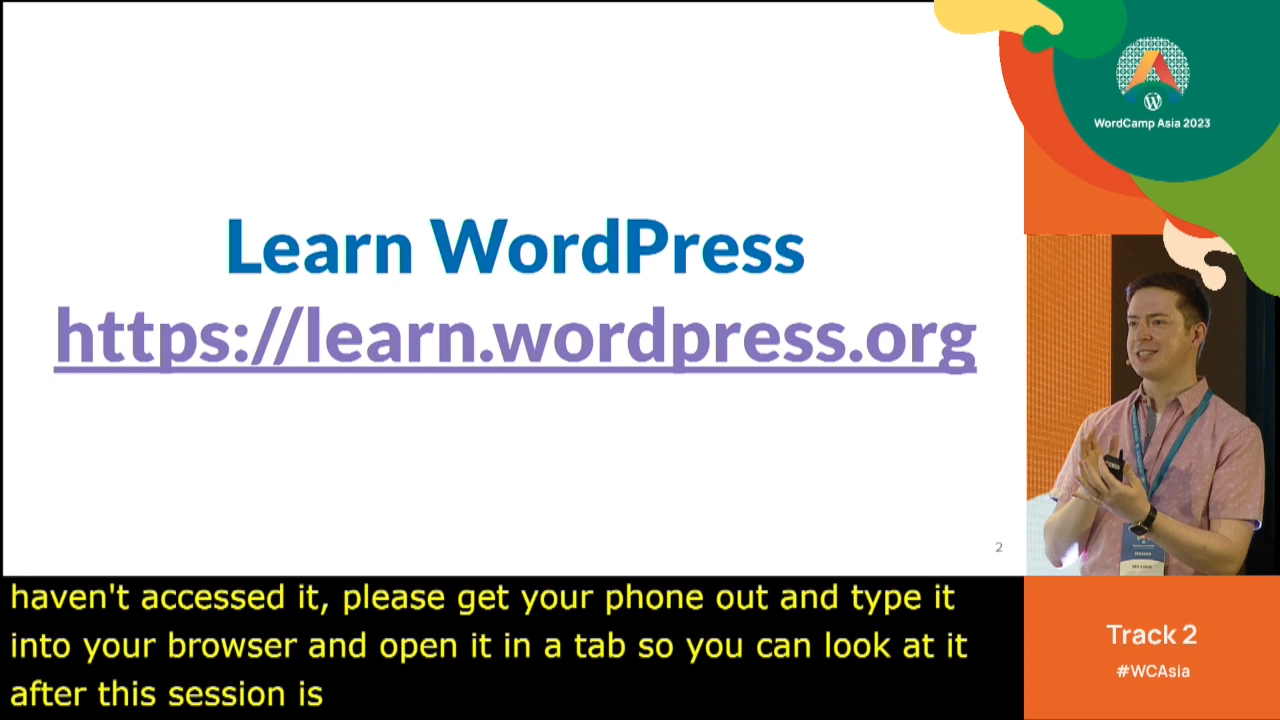 Learn WordPress
https://learn.wordpress.org
2
haven't accessed it, please get your phone out and type it
into your browser and open it in a tab so you can look at it
after this session is
WordCamp Asia 2023
SPEAKER
Track 2
#WCAsia